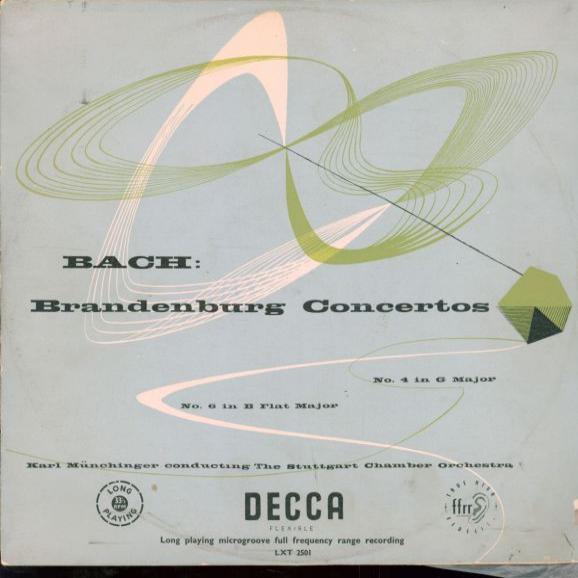 BACH:
Brandenburg Concertos
No. 4 in G Major
No. 6 in B Flat Major
Karl Münchinger conducting The Stuttgart Chamber Orchestra
LONG
33⅓
RPM
PLAYING
DECCA
FLEXIBLE
ffrr
Long playing microgroove full frequency range recording
LXT 2501